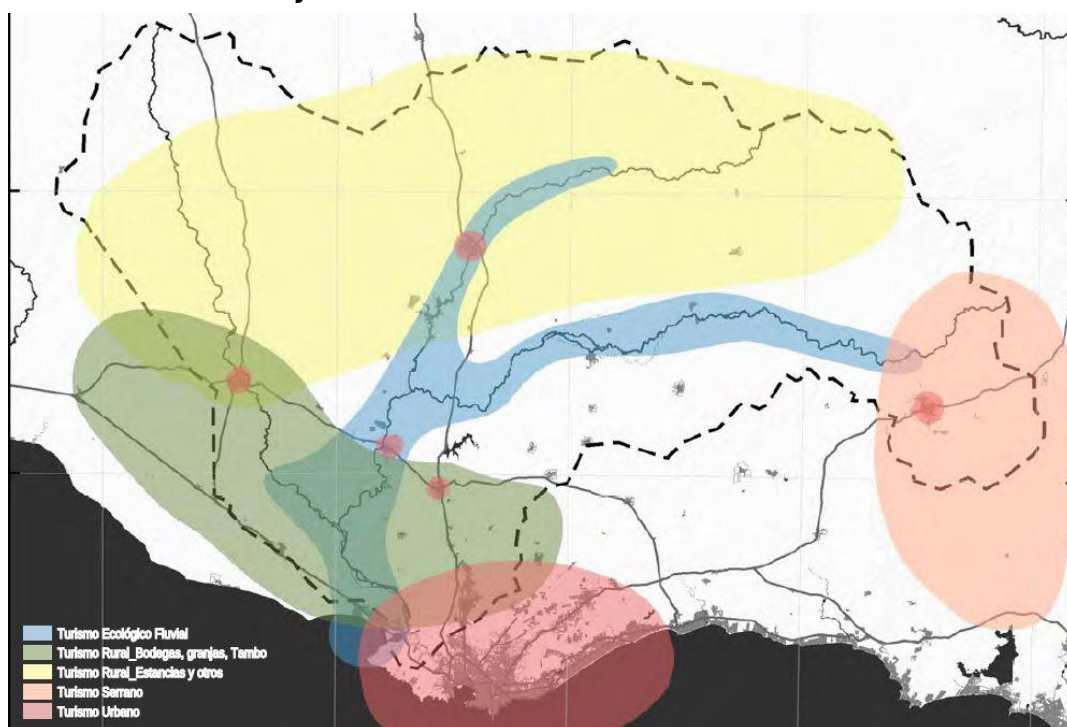 Turismo Ecológico Fluvial
Turismo Rural_Bodegas, granjas, Tambo
Turismo Rural_Estancias y otros
Turismo Serrano
Turismo Urbano